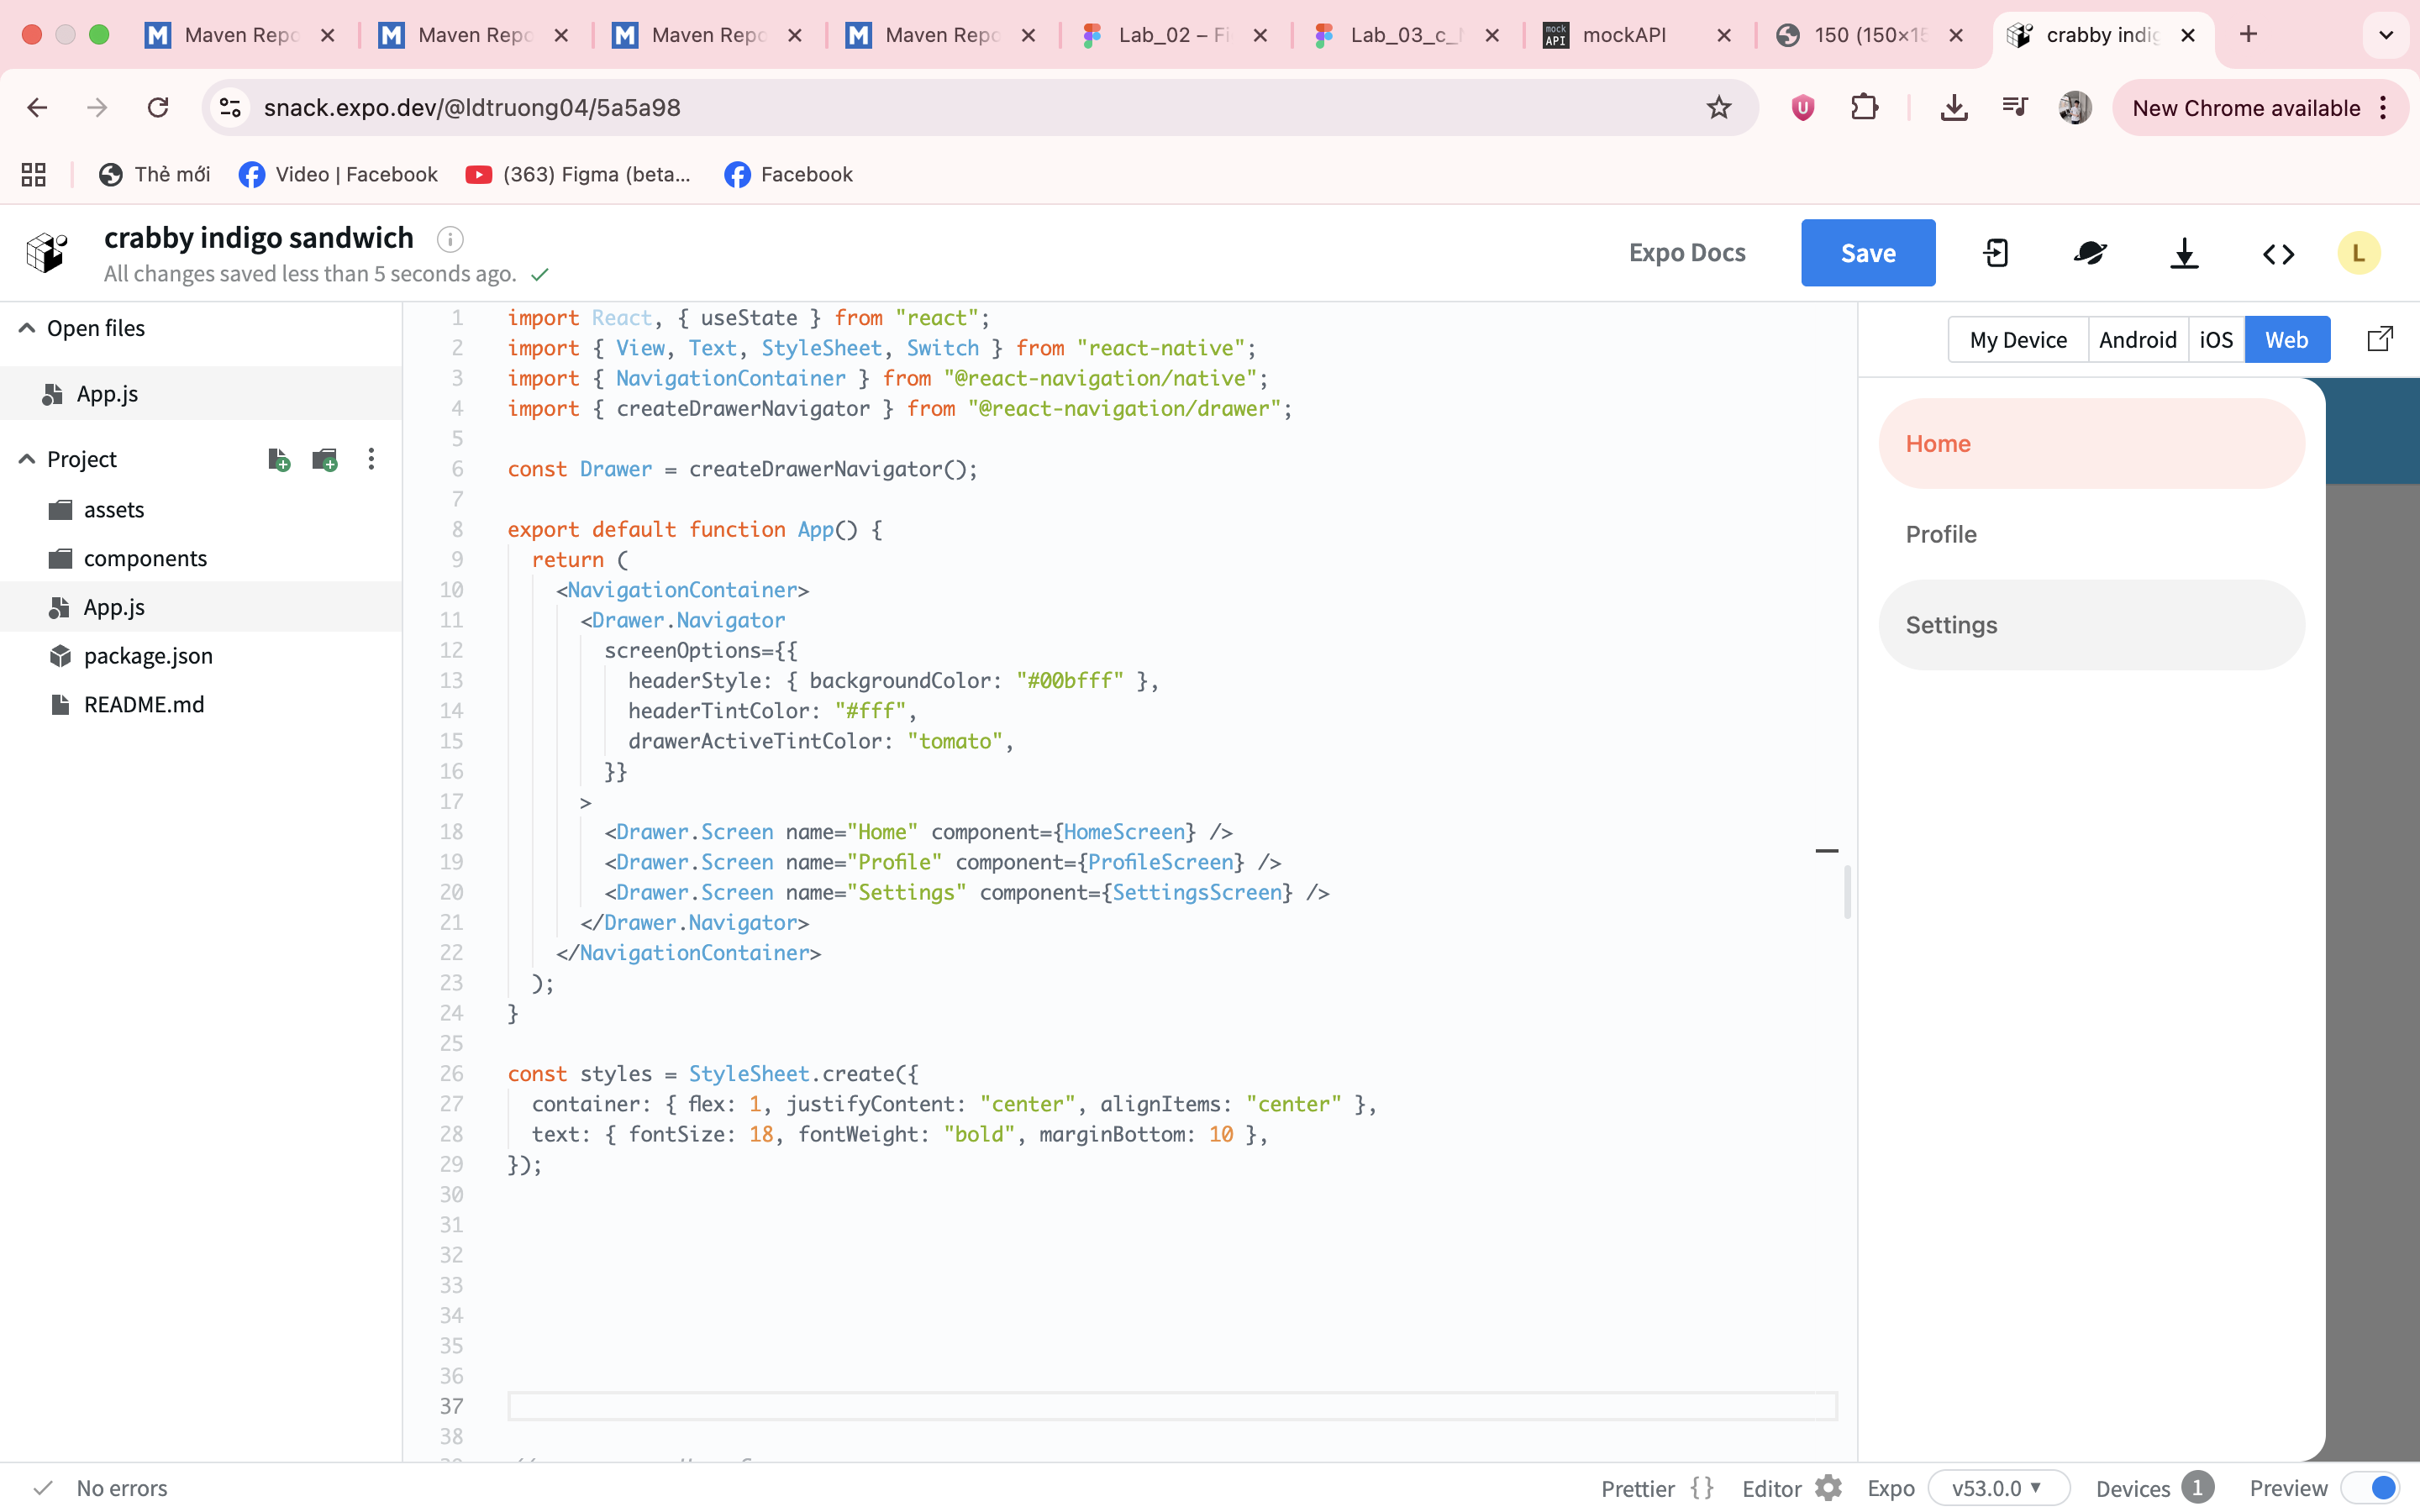 Maven Repo
Maven Repo
Maven Repo
Maven Repo
Lab_02 – Fi
Lab_03_c_
mock API mockAPI
150 (150×15
crabby indig
snack.expo.dev/@ldtruong04/5a5a98
New Chrome available
Thẻ mới
Video | Facebook
(363) Figma (beta...
Facebook
crabby indigo sandwich
All changes saved less than 5 seconds ago.
Expo Docs
Save
L
Open files
App.js
Project
assets
components
App.js
package.json
README.md
1 import React, { useState } from "react";
2 import { View, Text, StyleSheet, Switch } from "react-native";
3 import { NavigationContainer } from "@react-navigation/native";
4 import { createDrawerNavigator } from "@react-navigation/drawer";
5
6 const Drawer = createDrawerNavigator();
7
8 export default function App() {
9 return (
10 <NavigationContainer>
11 <Drawer.Navigator
12 screenOptions={{
13 headerStyle: { backgroundColor: "#00bfff" },
14 headerTintColor: "#fff",
15 drawerActiveTintColor: "tomato",
16 }}
17 >
18 <Drawer.Screen name="Home" component={HomeScreen} />
19 <Drawer.Screen name="Profile" component={ProfileScreen} />
20 <Drawer.Screen name="Settings" component={SettingsScreen} />
21 </Drawer.Navigator>
22 </NavigationContainer>
23 );
24 }
25
26 const styles = StyleSheet.create({
27 container: { flex: 1, justifyContent: "center", alignItems: "center" },
28 text: { fontSize: 18, fontWeight: "bold", marginBottom: 10 },
29 });
30
31
32
33
34
35
36
37
38
My Device
Android
iOS
Web
Home
Profile
Settings
No errors
Prettier { }
Editor
Expo
v53.0.0
Devices 1
Preview